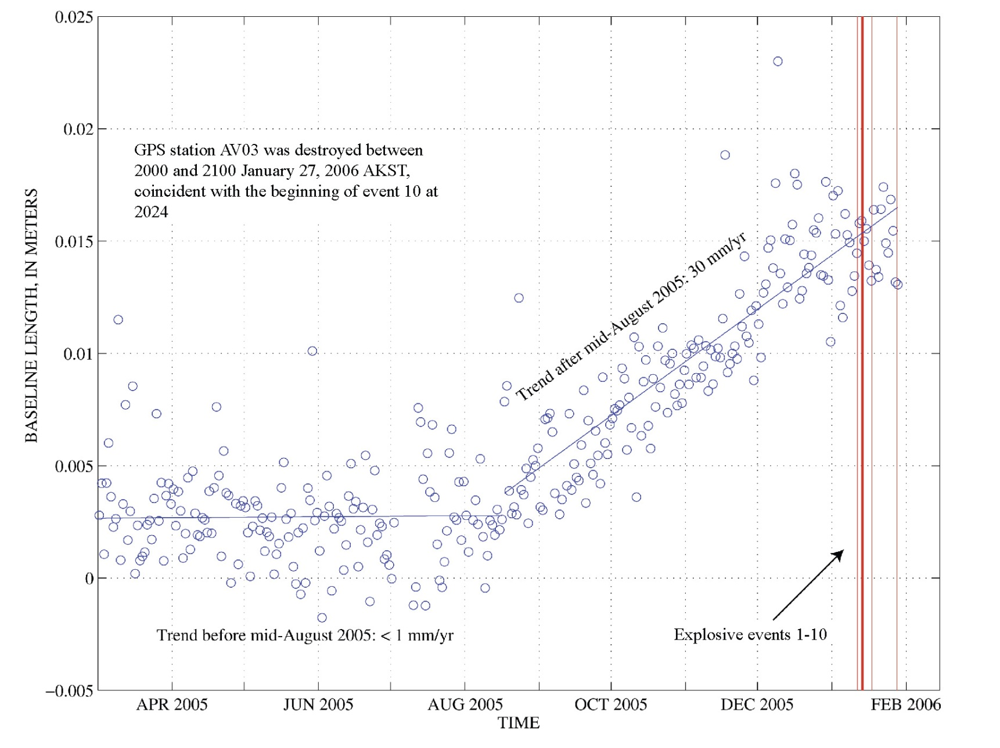 0.025
0.02
0.015
0.01
0.005
0
−0.005
BASELINE LENGTH, IN METERS
GPS station AV03 was destroyed between
2000 and 2100 January 27, 2006 AKST,
coincident with the beginning of event 10 at
2024
Trend after mid-August 2005: 30 mm/yr
Trend before mid-August 2005: < 1 mm/yr
Explosive events 1-10
APR 2005 JUN 2005 AUG 2005 OCT 2005 DEC 2005 FEB 2006
TIME